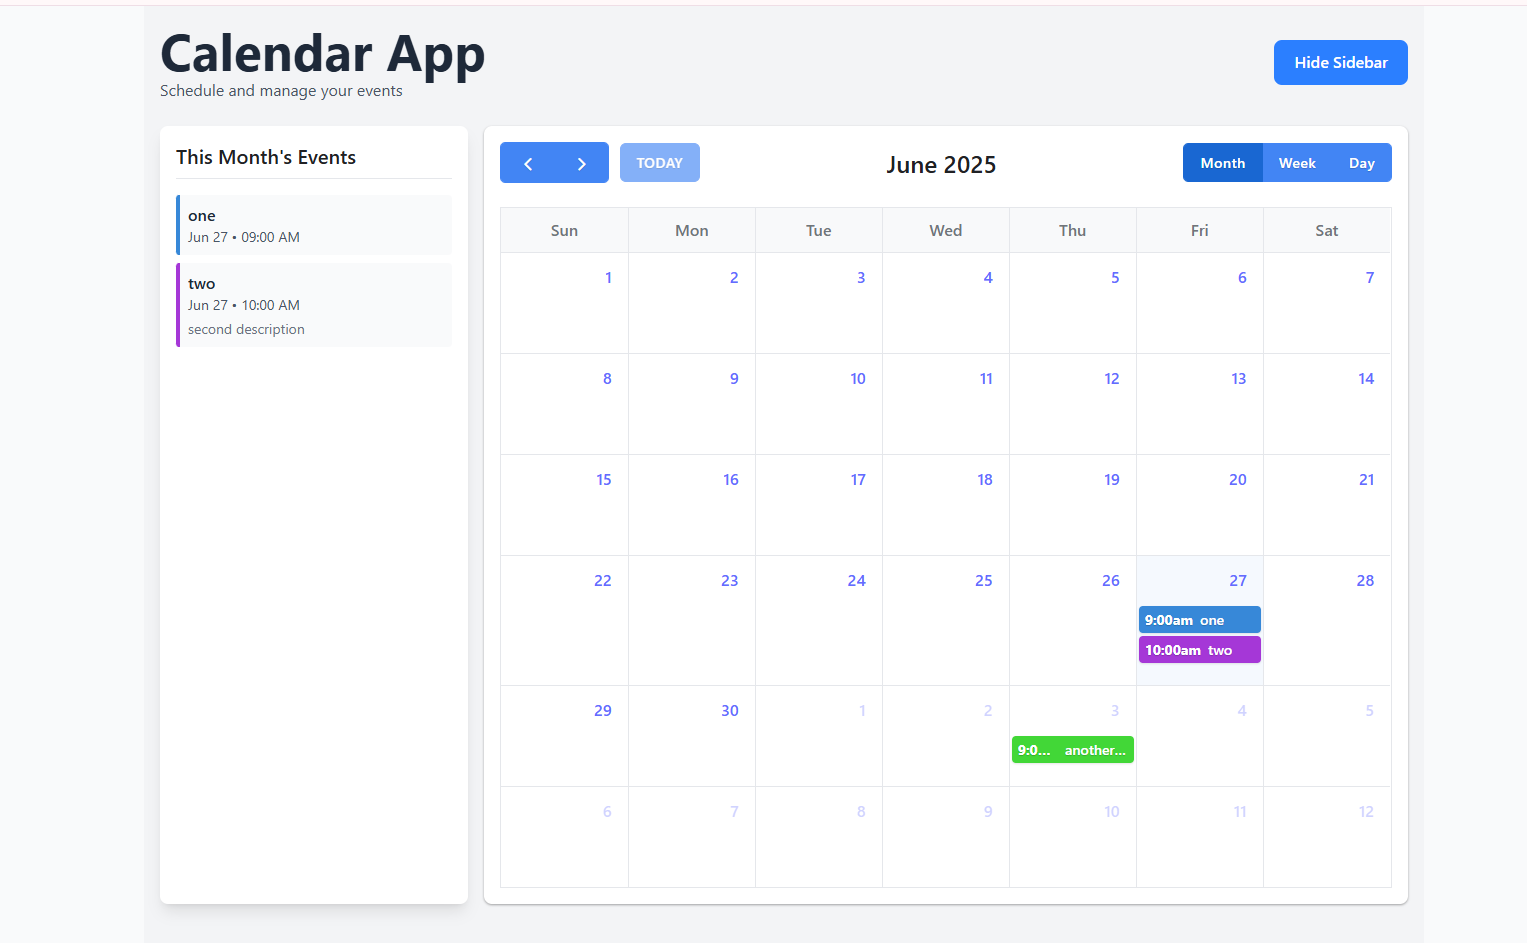 Calendar App
Schedule and manage your events
Hide Sidebar
This Month's Events
one
Jun 27 • 09:00 AM
two
Jun 27 • 10:00 AM
second description
TODAY
June 2025
Month Week Day
Sun Mon Tue Wed Thu Fri Sat
1 2 3 4 5 6 7
8 9 10 11 12 13 14
15 16 17 18 19 20 21
22 23 24 25 26 27 28
9:00am one
10:00am two
29 30 1 2 3 4 5
9:0... another...
6 7 8 9 10 11 12